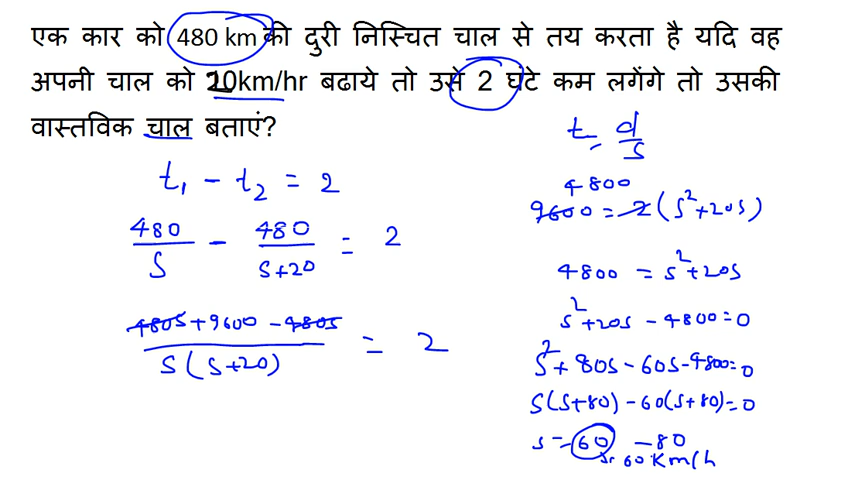 एक कार को 480 km की दुरी निस्चित चाल से तय करता है यदि वह
अपनी चाल को 20km/hr बढाये तो उसे 2 घंटे कम लगेंगे तो उसकी
वास्तविक चाल बताएं?
t = d/s
t₁ - t₂ = 2
480/S - 480/(S+20) = 2
(480s + 9600 - 480s)/(S(S+20)) = 2
4800
9600 = 2(s²+20s)
4800 = s²+20s
s²+20s - 4800 = 0
s² + 80s - 60s - 4800 = 0
s(s+80) - 60(s+80) = 0
s = 60 -80
s = 60 Km/h